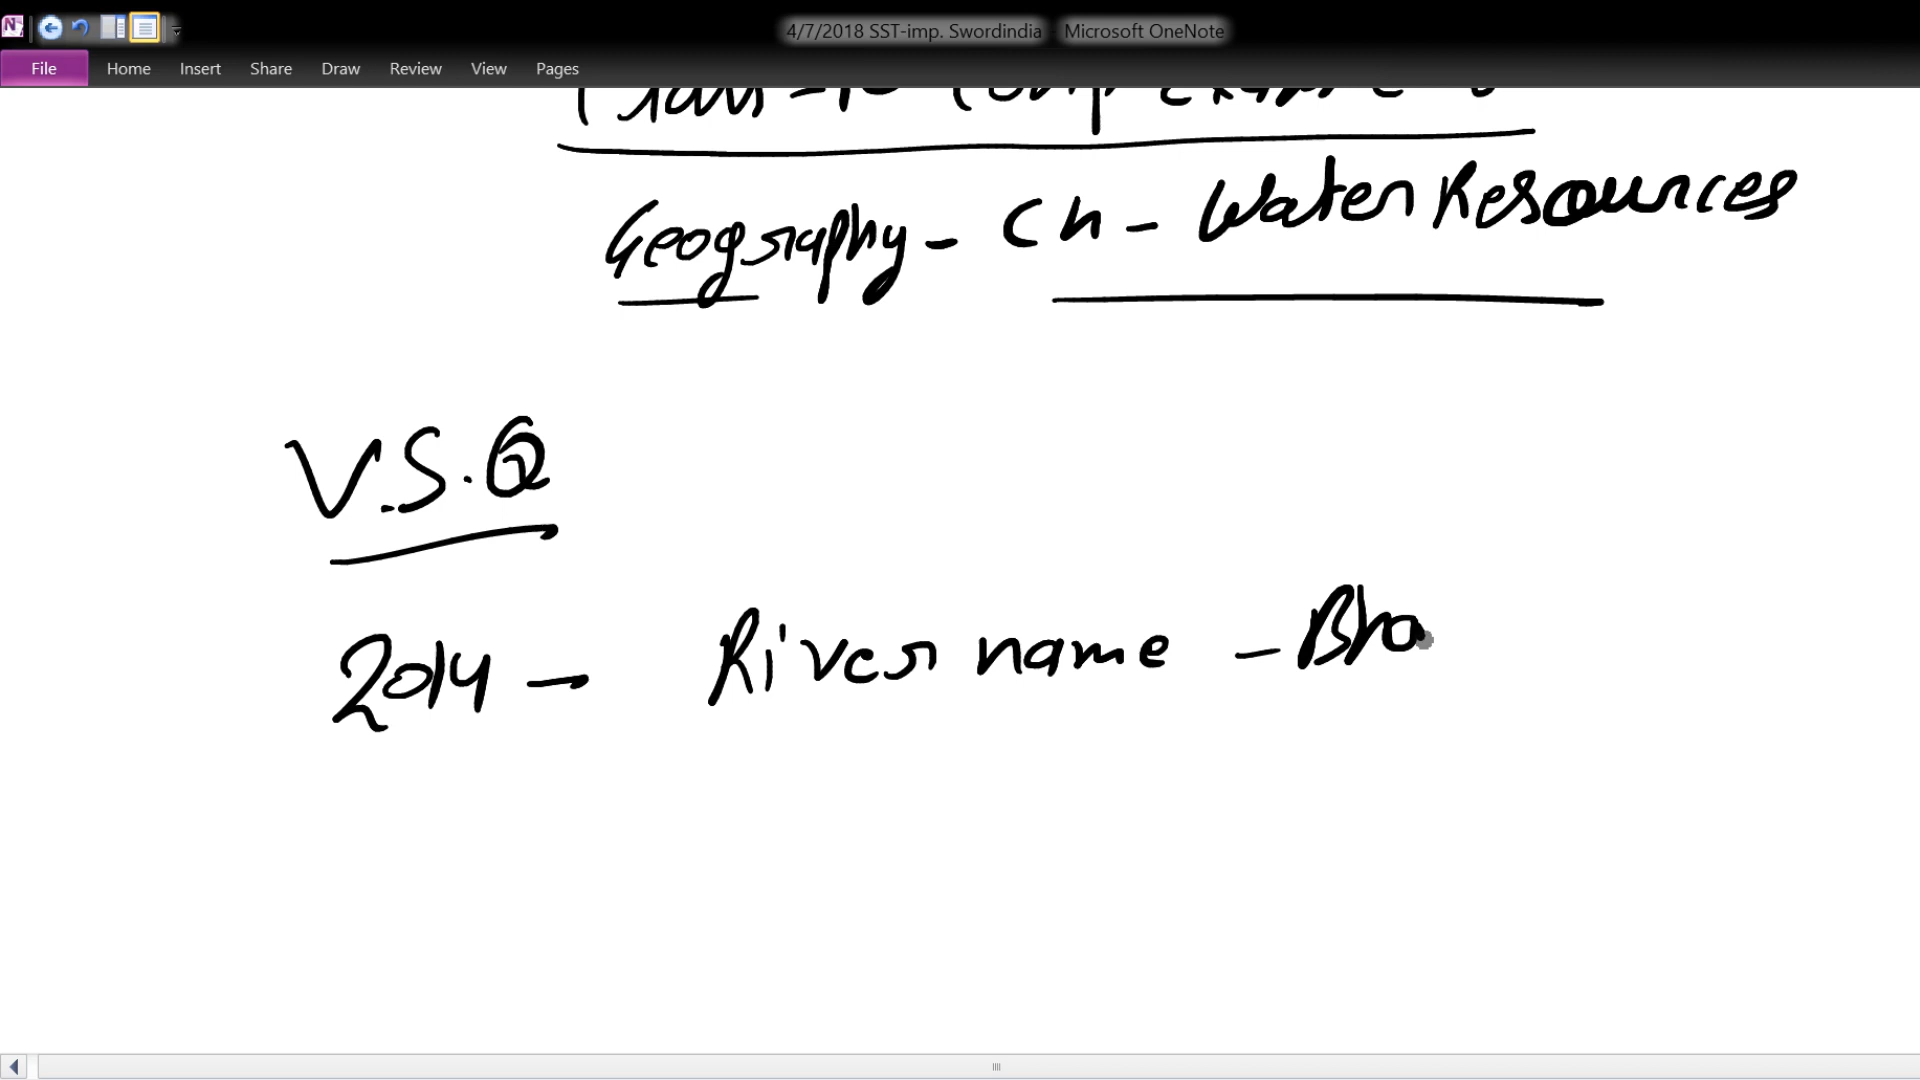 4/7/2018 SST-imp. Swordindia - Microsoft OneNote
File Home Insert Share Draw Review View Pages
Geography - Ch - Water Resources
V.S.Q
2014 - River name - Bha